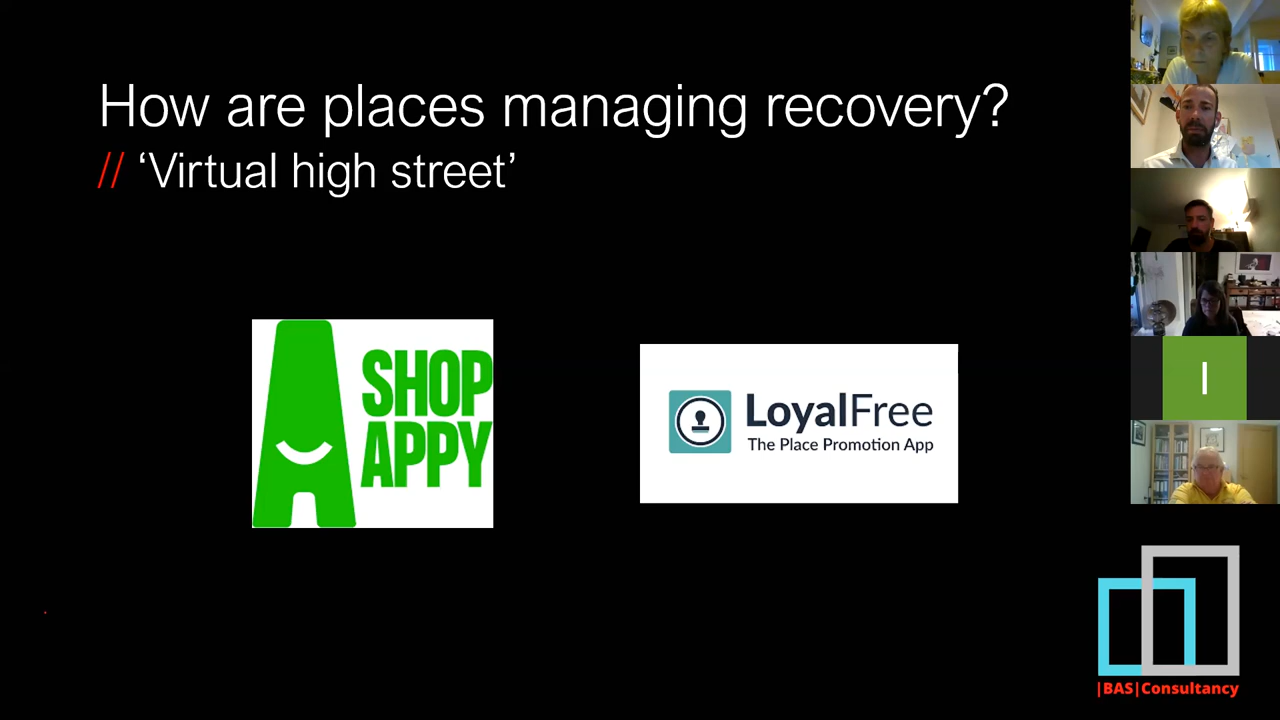 How are places managing recovery?
// ‘Virtual high street’
SHOP
APPY
LoyalFree
The Place Promotion App
I
|BAS|Consultancy